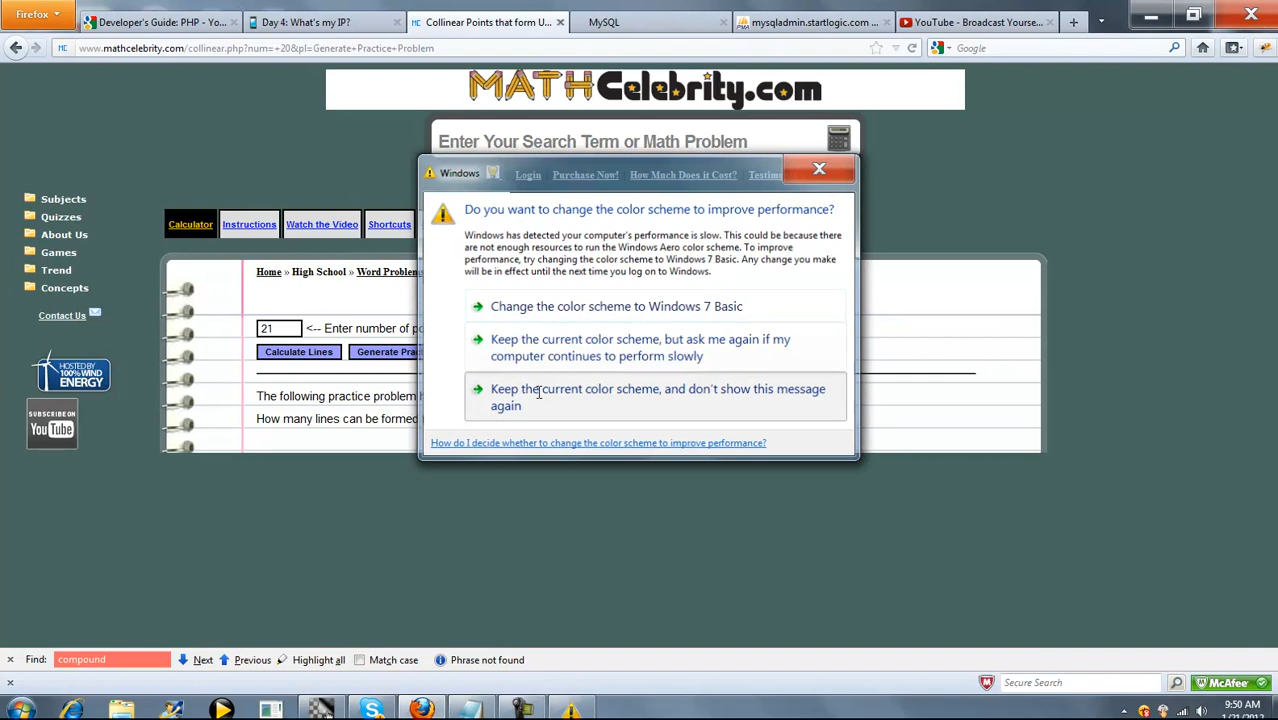 Firefox
Developer's Guide: PHP - Yo...
Day 4: What's my IP?
Collinear Points that form U...
MySQL
mysqladmin.startlogic.com ...
YouTube - Broadcast Yourse...
www.mathcelebrity.com/collinear.php?num=+20&pl=Generate+Practice+Problem
Google
MATHCelebrity.com
Enter Your Search Term or Math Problem
Windows
Login
Purchase Now!
How Much Does it Cost?
Testim
Subjects
Quizzes
About Us
Games
Trend
Concepts
Contact Us
HOSTED BY
100% WIND
ENERGY
SUBSCRIBE ON
YouTube
Calculator
Instructions
Watch the Video
Shortcuts
Home » High School » Word Problem
21
<-- Enter number of po
Calculate Lines
Generate Prac
The following practice problem h
How many lines can be formed f
Do you want to change the color scheme to improve performance?
Windows has detected your computer's performance is slow. This could be because there
are not enough resources to run the Windows Aero color scheme. To improve
performance, try changing the color scheme to Windows 7 Basic. Any change you make
will be in effect until the next time you log on to Windows.
Change the color scheme to Windows 7 Basic
Keep the current color scheme, but ask me again if my
computer continues to perform slowly
Keep the current color scheme, and don't show this message
again
How do I decide whether to change the color scheme to improve performance?
Find:
compound
Next
Previous
Highlight all
Match case
Phrase not found
Secure Search
McAfee
9:50 AM